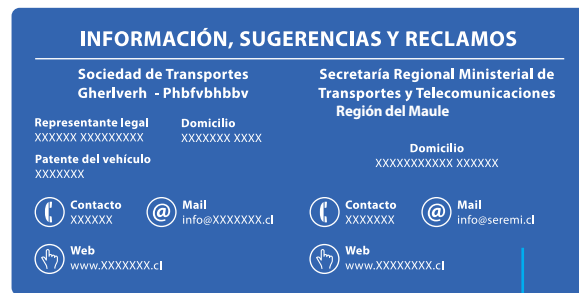 INFORMACIÓN, SUGERENCIAS Y RECLAMOS
Sociedad de Transportes
Gherlverh - Phbfvbhbbv
Representante legal
XXXXXX XXXXXXXXX
Domicilio
XXXXXXX XXXX
Patente del vehículo
XXXXXXX
Contacto
XXXXXX
Mail
info@XXXXXXX.cl
Web
www.XXXXXXX.cl
Secretaría Regional Ministerial de
Transportes y Telecomunicaciones
Región del Maule
Domicilio
XXXXXXXXXXX XXXXXX
Contacto
XXXXXXX
Mail
info@seremi.cl
Web
www.XXXXXXX.cl